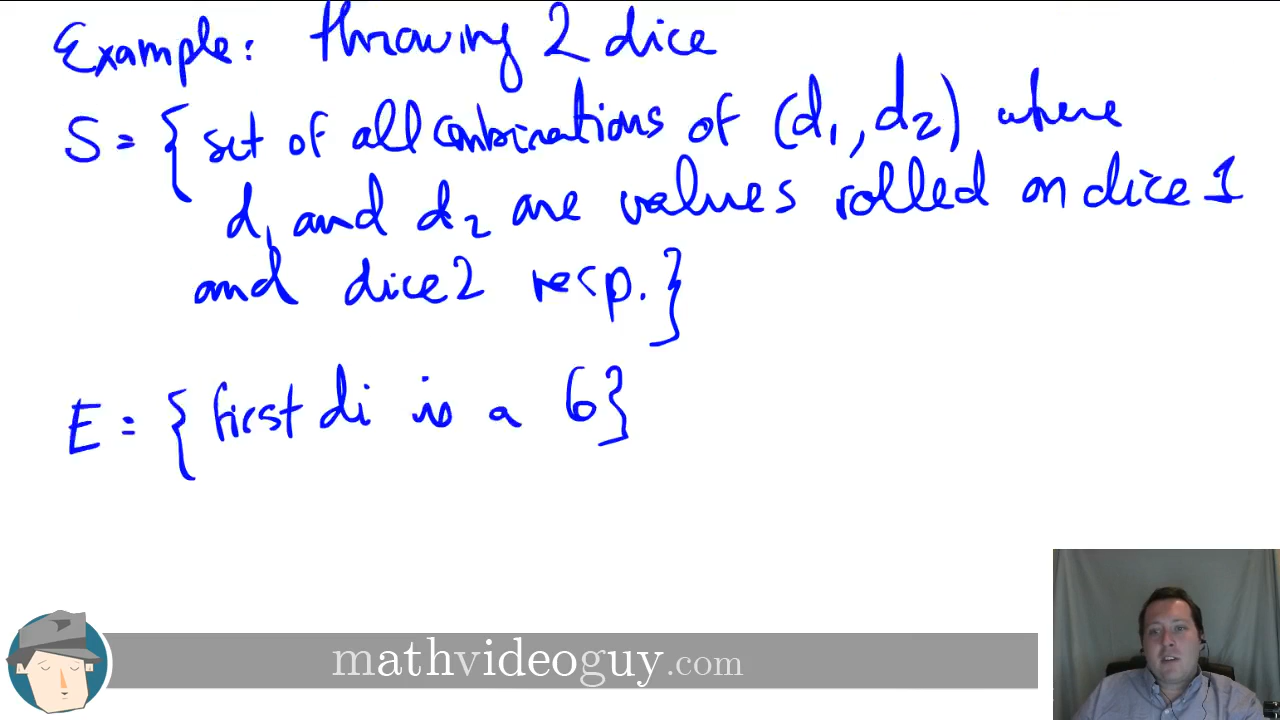 Example: throwing 2 dice
S = { set of all combinations of (d1, d2) where
d1 and d2 are values rolled on dice 1
and dice 2 resp. }
E = { first di is a 6 }
mathvideoguy.com